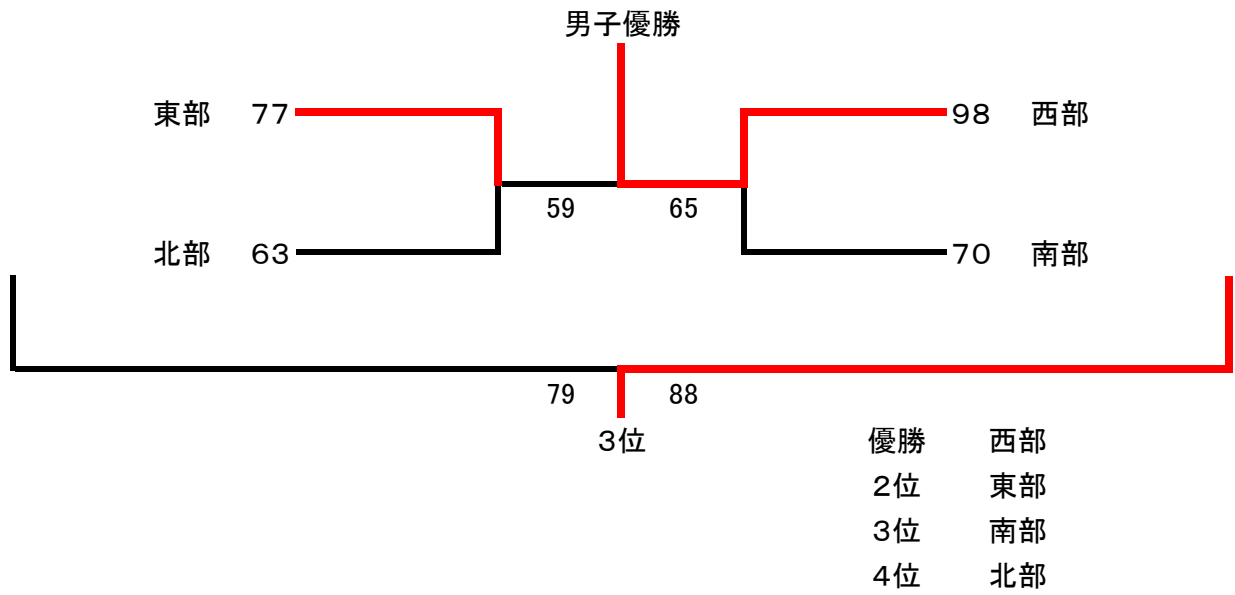 男子優勝
東部 77 98 西部
59 65
北部 63 70 南部
79 88
3位
優勝 西部
2位 東部
3位 南部
4位 北部